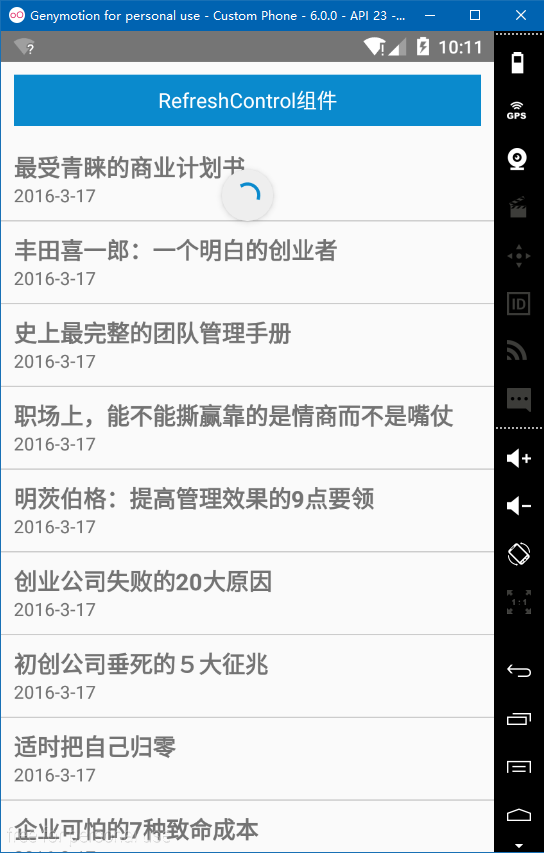 Genymotion for personal use - Custom Phone - 6.0.0 - API 23 -...
10:11
RefreshControl组件
GPS
最受青睐的商业计划书
2016-3-17
丰田喜一郎：一个明白的创业者
2016-3-17
ID
史上最完整的团队管理手册
2016-3-17
职场上，能不能撕赢靠的是情商而不是嘴仗
2016-3-17
明茨伯格：提高管理效果的9点要领
2016-3-17
创业公司失败的20大原因
2016-3-17
1:1
初创公司垂死的５大征兆
2016-3-17
适时把自己归零
2016-3-17
企业可怕的7种致命成本
free for personal use
2016-3-17